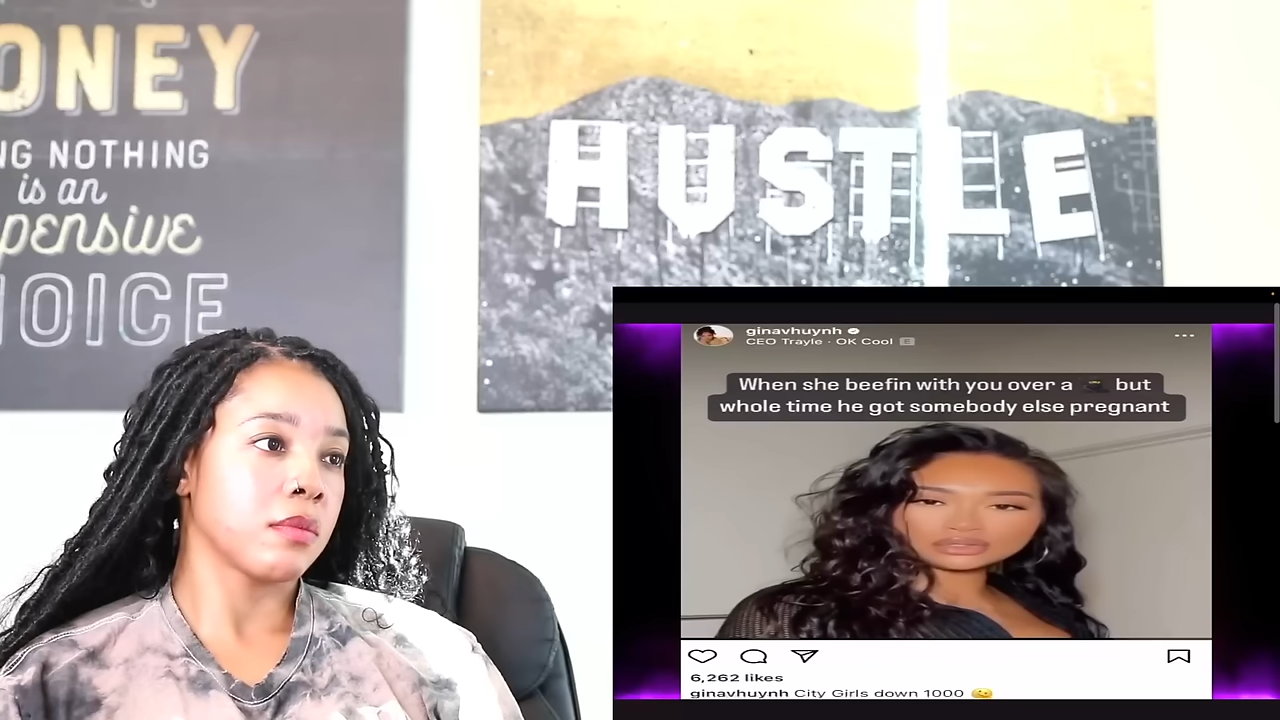 ONEY
NG NOTHING
is an
pensive
HOICE
HUSTLE
ginavhuynh
CEO Trayle · OK Cool E
When she beefin with you over a 🥷 but
whole time he got somebody else pregnant
6,262 likes
ginavhuynh City Girls down 1000 🫠